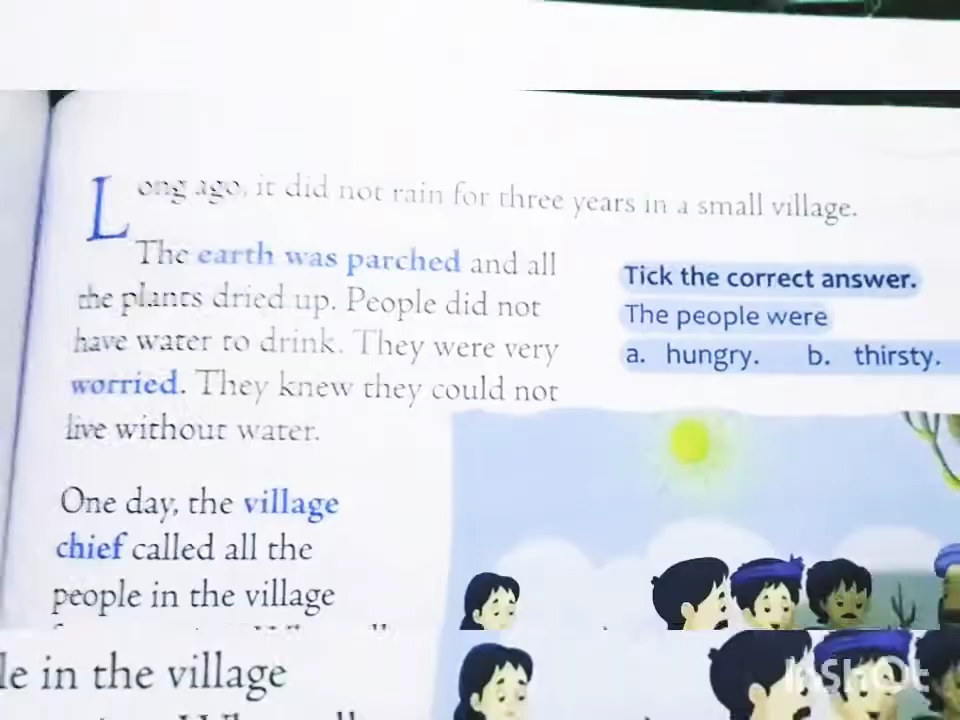 Long ago, it did not rain for three years in a small village.
The earth was parched and all
the plants dried up. People did not
have water to drink. They were very
worried. They knew they could not
live without water.
Tick the correct answer.
The people were
a. hungry. b. thirsty.
One day, the village
chief called all the
people in the village
le in the village
InShOt